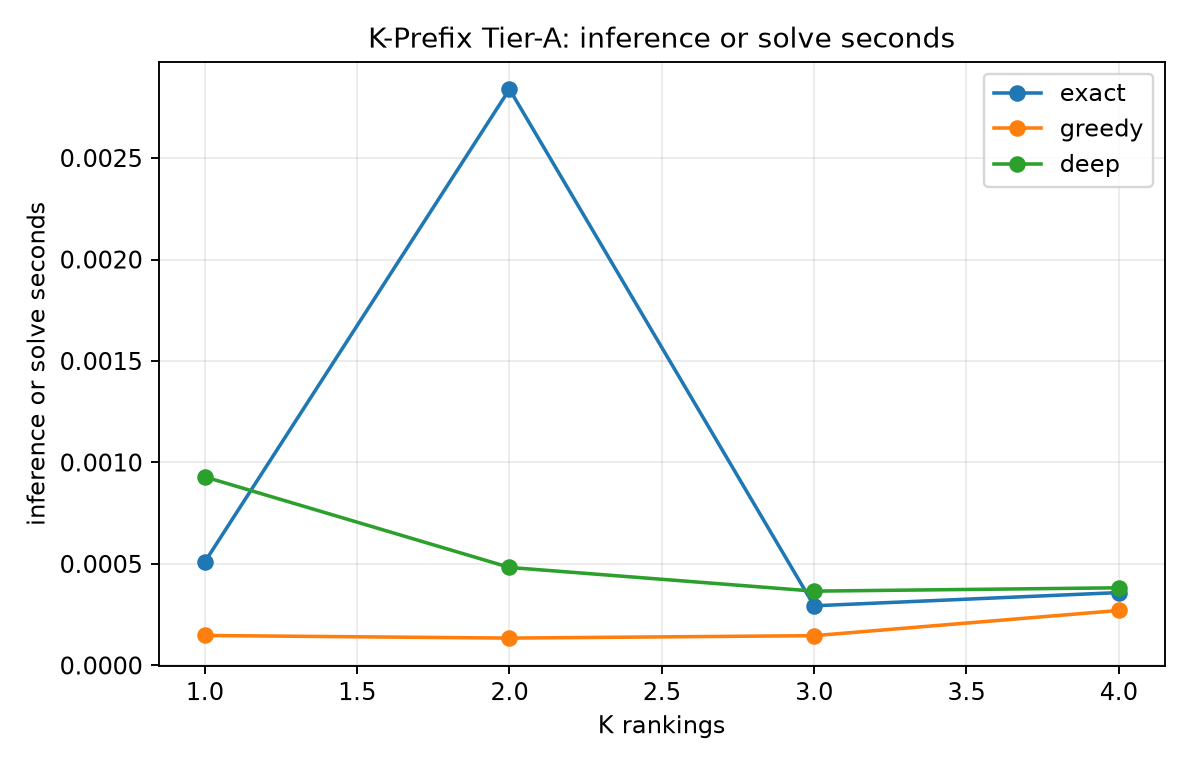 K-Prefix Tier-A: inference or solve seconds
exact
greedy
deep
inference or solve seconds
0.0025
0.0020
0.0015
0.0010
0.0005
0.0000
1.0 1.5 2.0 2.5 3.0 3.5 4.0
K rankings